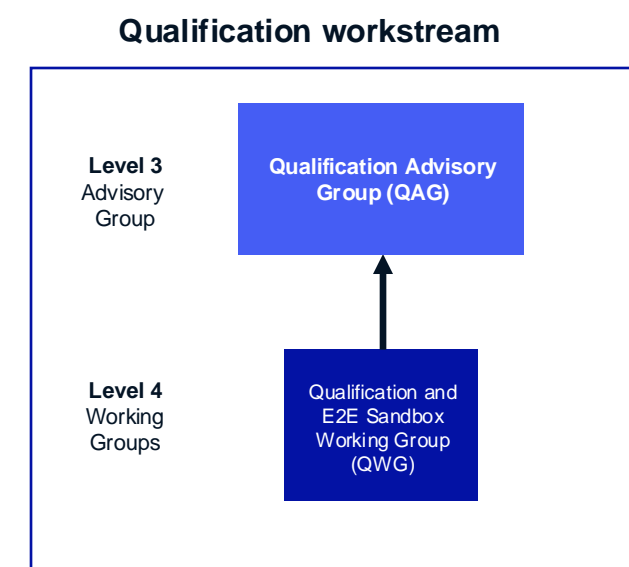 Qualification workstream
Level 3
Advisory
Group
Qualification Advisory
Group (QAG)
Level 4
Working
Groups
Qualification and
E2E Sandbox
Working Group
(QWG)